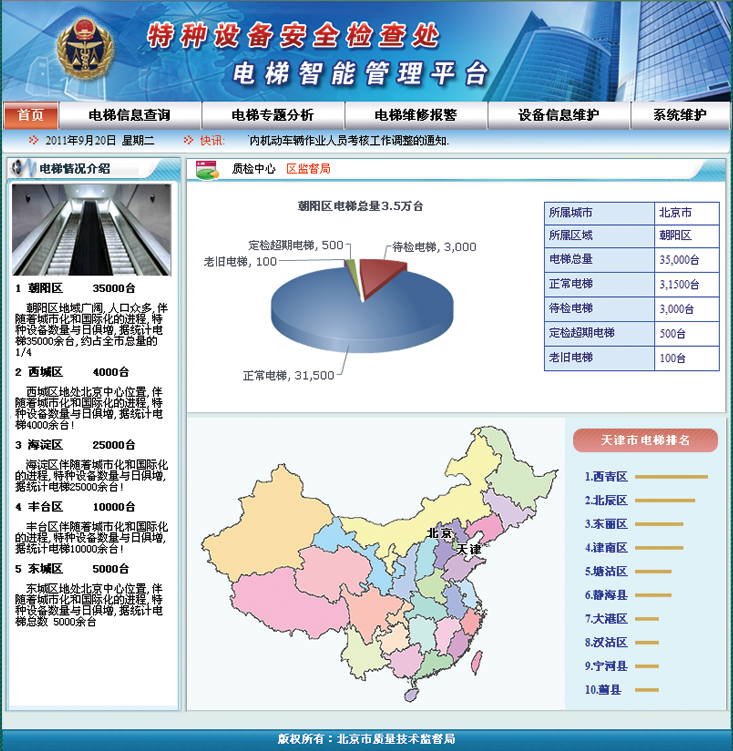 特种设备安全检查处
电梯智能管理平台
首页 电梯信息查询 电梯专题分析 电梯维修报警 设备信息维护 系统维护
2011年9月20日 星期二 快讯: 内机动车辆作业人员考核工作调整的通知.
电梯情况介绍
1 朝阳区 35000台
朝阳区地域广阔,人口众多,伴
随着城市化和国际化的进程,特
种设备数量与日俱增,据统计电
梯35000余台,约占全市总量的
1/4
2 西城区 4000台
西城区地处北京中心位置,伴
随着城市化和国际化的进程,特
种设备数量与日俱增,据统计电
梯4000余台!
3 海淀区 25000台
海淀区伴随着城市化和国际化
的进程,特种设备数量与日俱增,
据统计电梯25000余台!
4 丰台区 10000台
丰台区伴随着城市化和国际化
的进程,特种设备数量与日俱增,
据统计电梯10000余台!
5 东城区 5000台
东城区地处北京中心位置,伴
随着城市化和国际化的进程,特
种设备数量与日俱增,据统计电
梯总数 5000余台
质检中心 区监督局
朝阳区电梯总量3.5万台
定检超期电梯, 500
待检电梯, 3,000
老旧电梯, 100
正常电梯, 31,500
所属城市 北京市
所属区域 朝阳区
电梯总量 35,000台
正常电梯 3,1500台
待检电梯 3,000台
定检超期电梯 500台
老旧电梯 100台
北京
天津
天津市电梯排名
1.西青区
2.北辰区
3.东丽区
4.津南区
5.塘沽区
6.静海县
7.大港区
8.汉沽区
9.宁河县
10.蓟县
版权所有：北京市质量技术监督局